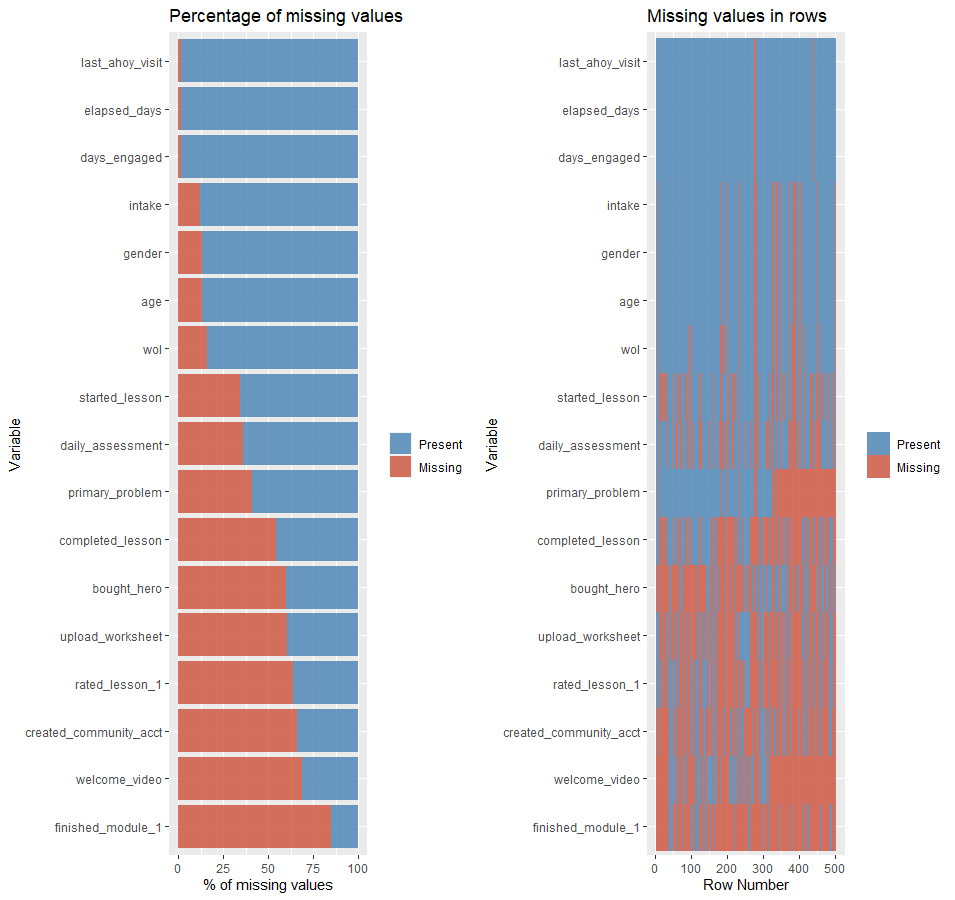 Percentage of missing values
last_ahoy_visit
elapsed_days
days_engaged
intake
gender
age
wol
started_lesson
daily_assessment
primary_problem
completed_lesson
bought_hero
upload_worksheet
rated_lesson_1
created_community_acct
welcome_video
finished_module_1
Variable
0 25 50 75 100
% of missing values
Present
Missing
Missing values in rows
last_ahoy_visit
elapsed_days
days_engaged
intake
gender
age
wol
started_lesson
daily_assessment
primary_problem
completed_lesson
bought_hero
upload_worksheet
rated_lesson_1
created_community_acct
welcome_video
finished_module_1
Variable
0 100 200 300 400 500
Row Number
Present
Missing